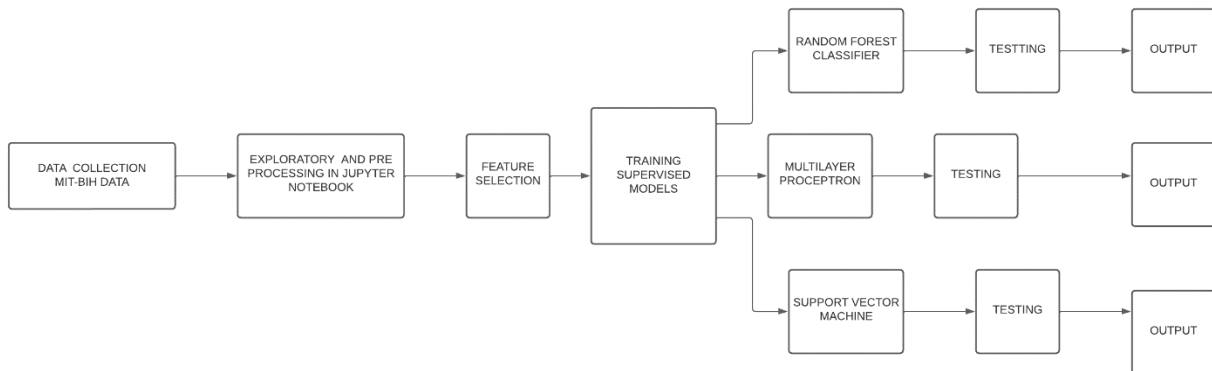 DATA COLLECTION
MIT-BIH DATA
EXPLORATORY AND PRE
PROCESSING IN JUPYTER
NOTEBOOK
FEATURE
SELECTION
TRAINING
SUPERVISED
MODELS
RANDOM FOREST
CLASSIFIER
TESTTING
OUTPUT
MULTILAYER
PROCEPTRON
TESTING
OUTPUT
SUPPORT VECTOR
MACHINE
TESTING
OUTPUT